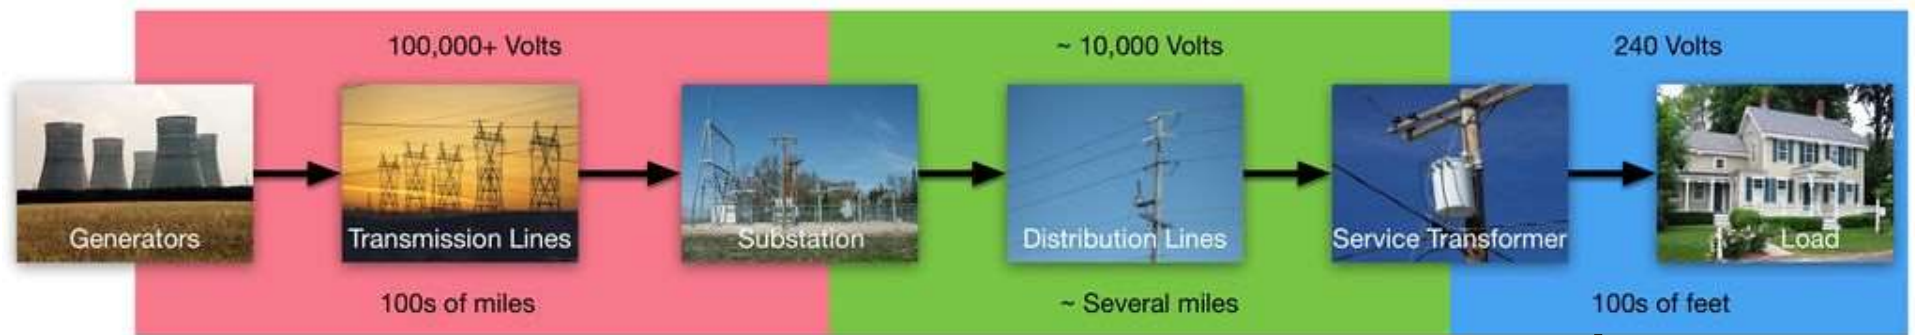 100,000+ Volts
~ 10,000 Volts
240 Volts
Generators
Transmission Lines
Substation
Distribution Lines
Service Transformer
Load
100s of miles
~ Several miles
100s of feet